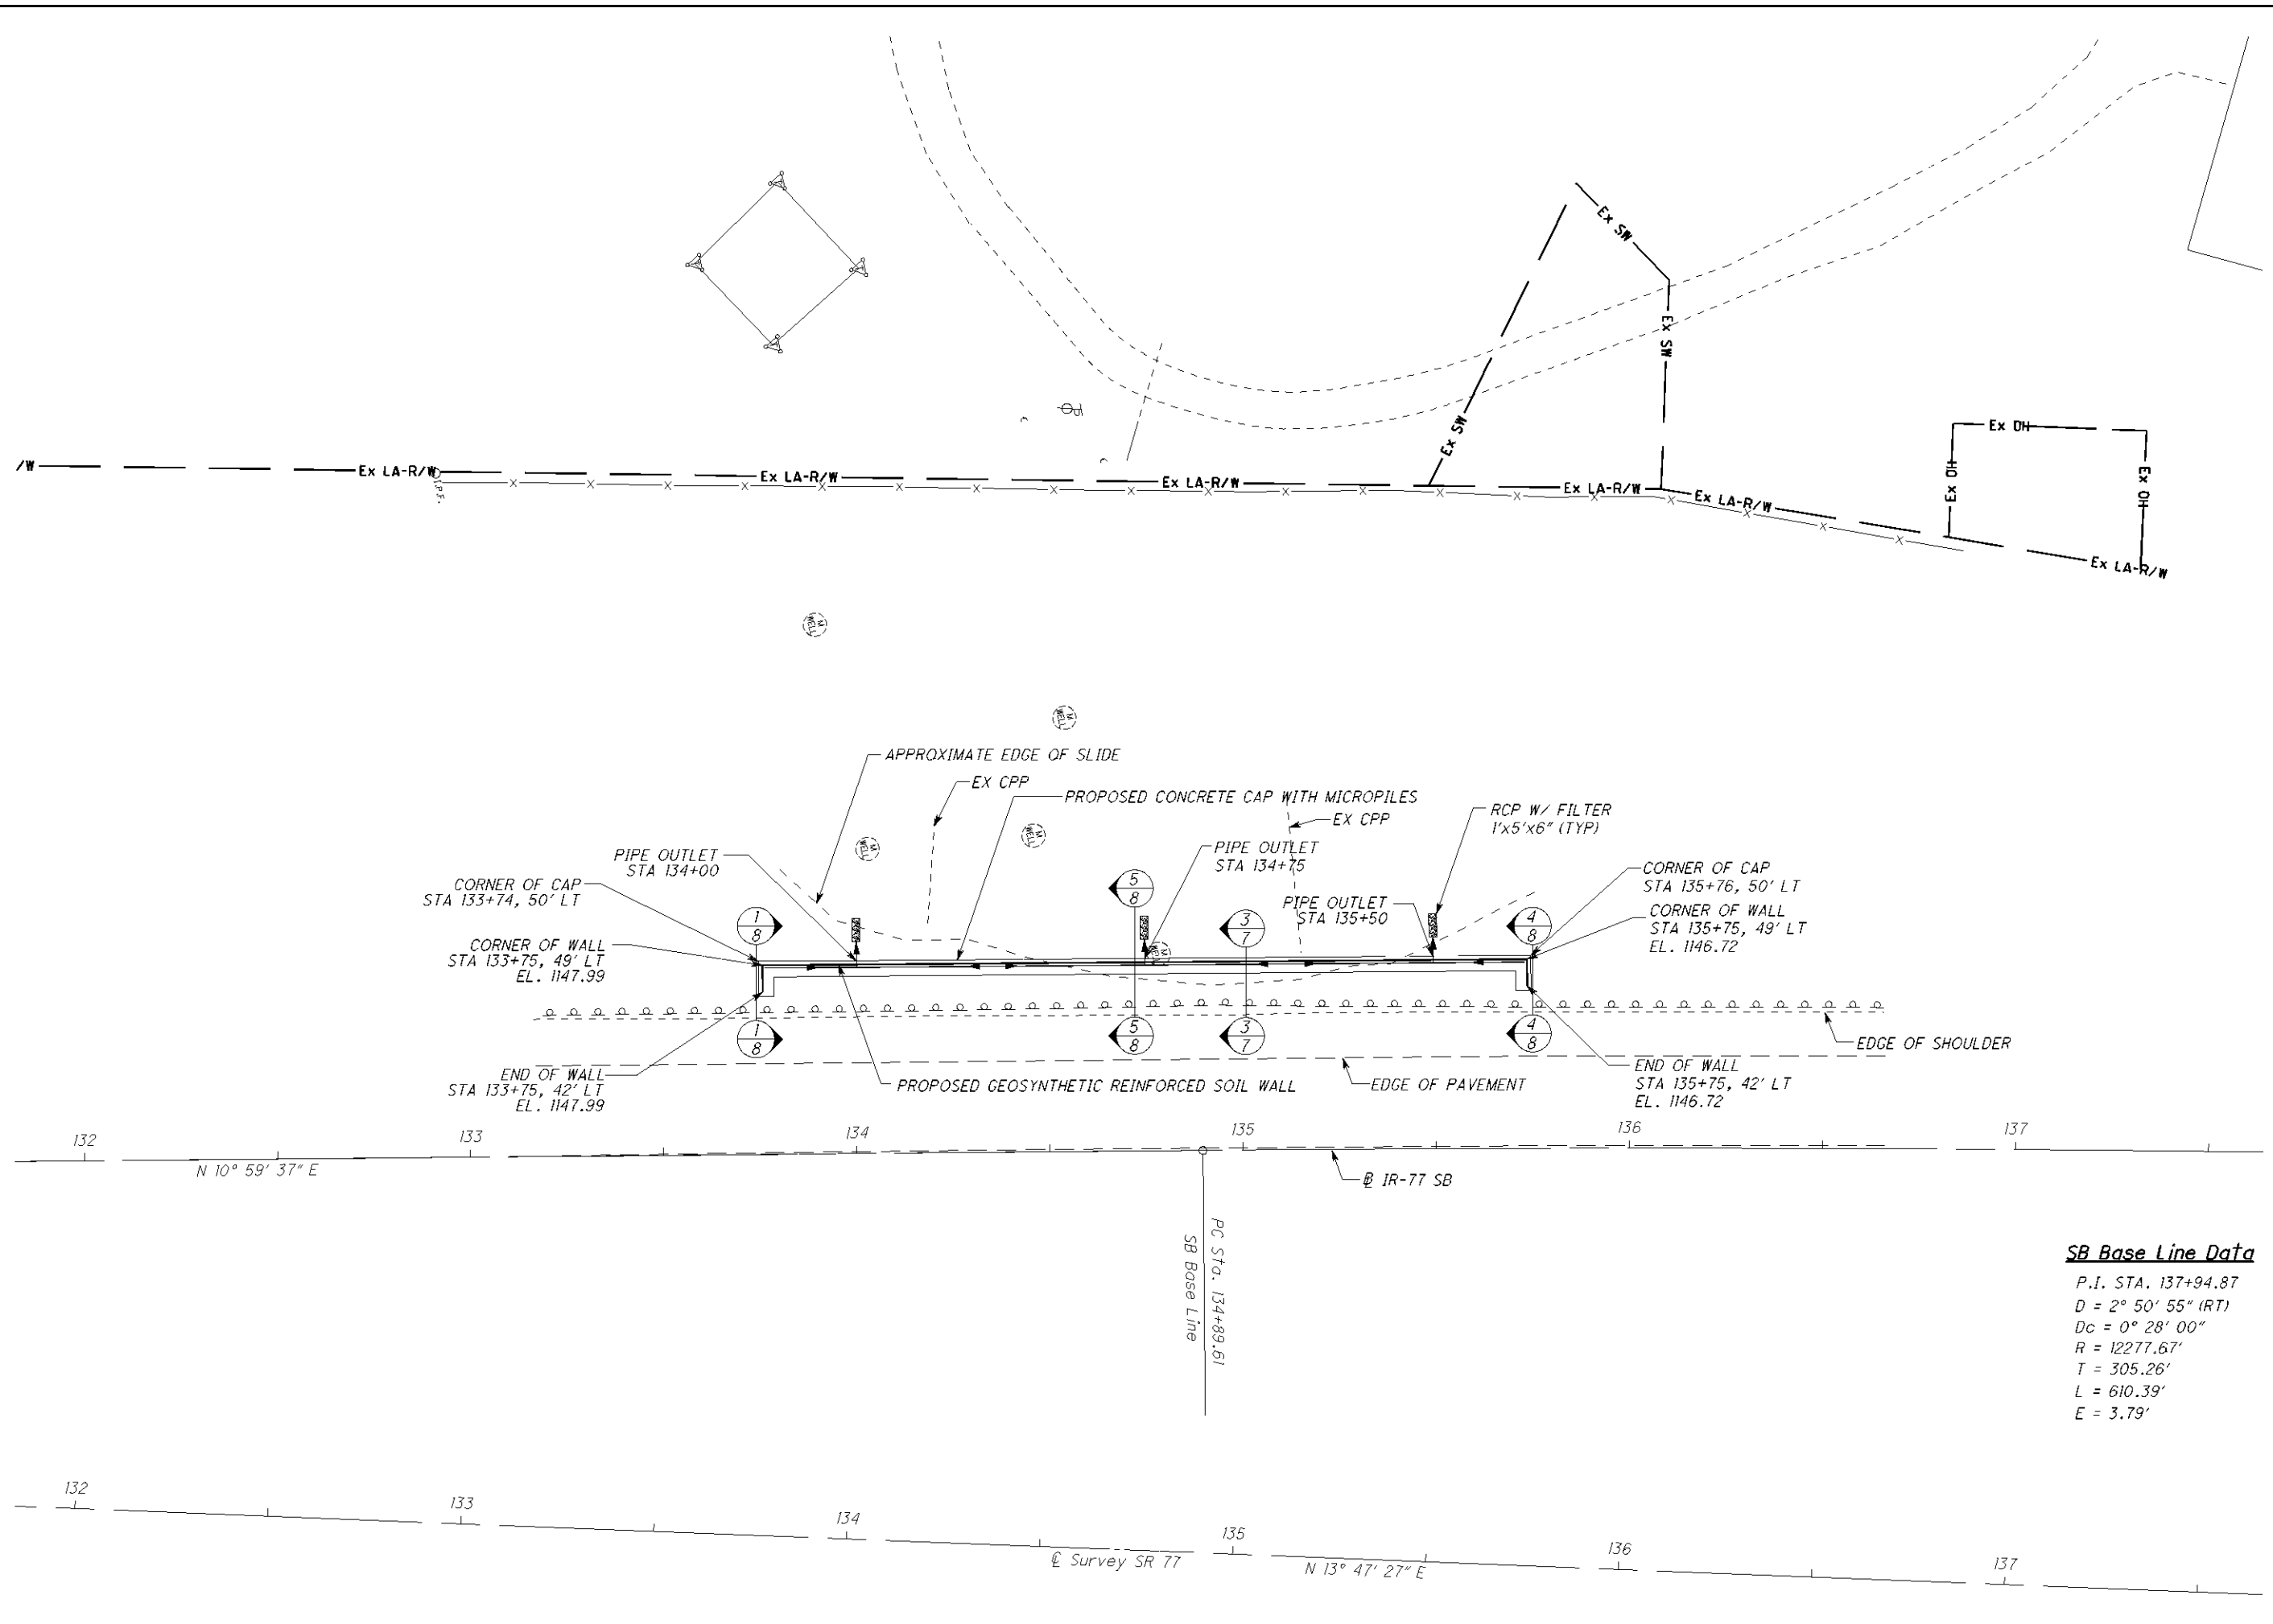 Ex SW
Ex SW
Ex SW
Ex OH
Ex OH
Ex OH
/W
Ex LA-R/W
Ex LA-R/W
Ex LA-R/W
Ex LA-R/W
Ex LA-R/W
Ex LA-R/W
I.P.F.
M
WELL
M
WELL
APPROXIMATE EDGE OF SLIDE
EX CPP
PROPOSED CONCRETE CAP WITH MICROPILES
EX CPP
RCP W/ FILTER
1'x5'x6" (TYP)
M
WELL
M
WELL
PIPE OUTLET
STA 134+00
PIPE OUTLET
STA 134+75
CORNER OF CAP
STA 133+74, 50' LT
CORNER OF CAP
STA 135+76, 50' LT
PIPE OUTLET
STA 135+50
CORNER OF WALL
STA 135+75, 49' LT
EL. 1146.72
CORNER OF WALL
STA 133+75, 49' LT
EL. 1147.99
1
8
5
8
3
7
4
8
M
WELL
1
8
5
8
3
7
4
8
EDGE OF SHOULDER
END OF WALL
STA 133+75, 42' LT
EL. 1147.99
PROPOSED GEOSYNTHETIC REINFORCED SOIL WALL
EDGE OF PAVEMENT
END OF WALL
STA 135+75, 42' LT
EL. 1146.72
132
133
134
135
136
137
N 10° 59' 37" E
℄ IR-77 SB
PC Sta. 134+89.61
SB Base Line
SB Base Line Data
P.I. STA. 137+94.87
D = 2° 50' 55" (RT)
Dc = 0° 28' 00"
R = 12277.67'
T = 305.26'
L = 610.39'
E = 3.79'
132
133
134
135
136
137
℄ Survey SR 77
N 13° 47' 27" E